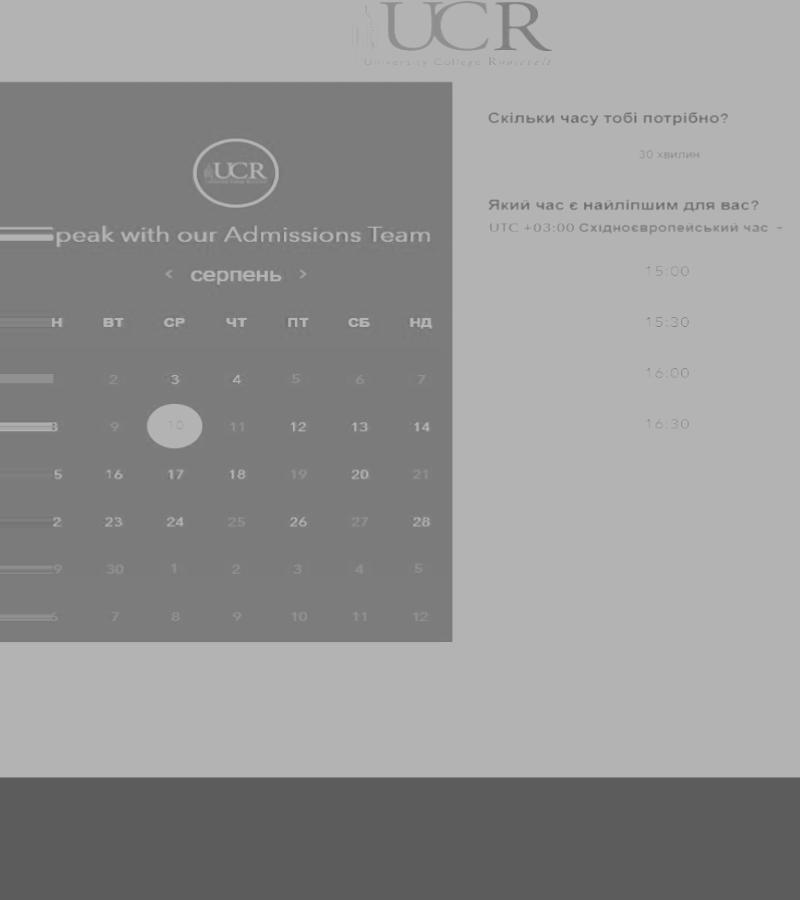 UCR
University College Roosevelt
UCR
peak with our Admissions Team
< серпень >
Н ВТ СР ЧТ ПТ СБ НД
2 3 4 5 6 7
8 9 10 11 12 13 14
5 16 17 18 19 20 21
2 23 24 25 26 27 28
9 30 1 2 3 4 5
6 7 8 9 10 11 12
Скільки часу тобі потрібно?
30 хвилин
Який час є найліпшим для вас?
UTC +03:00 Східноєвропейський час
15:00
15:30
16:00
16:30